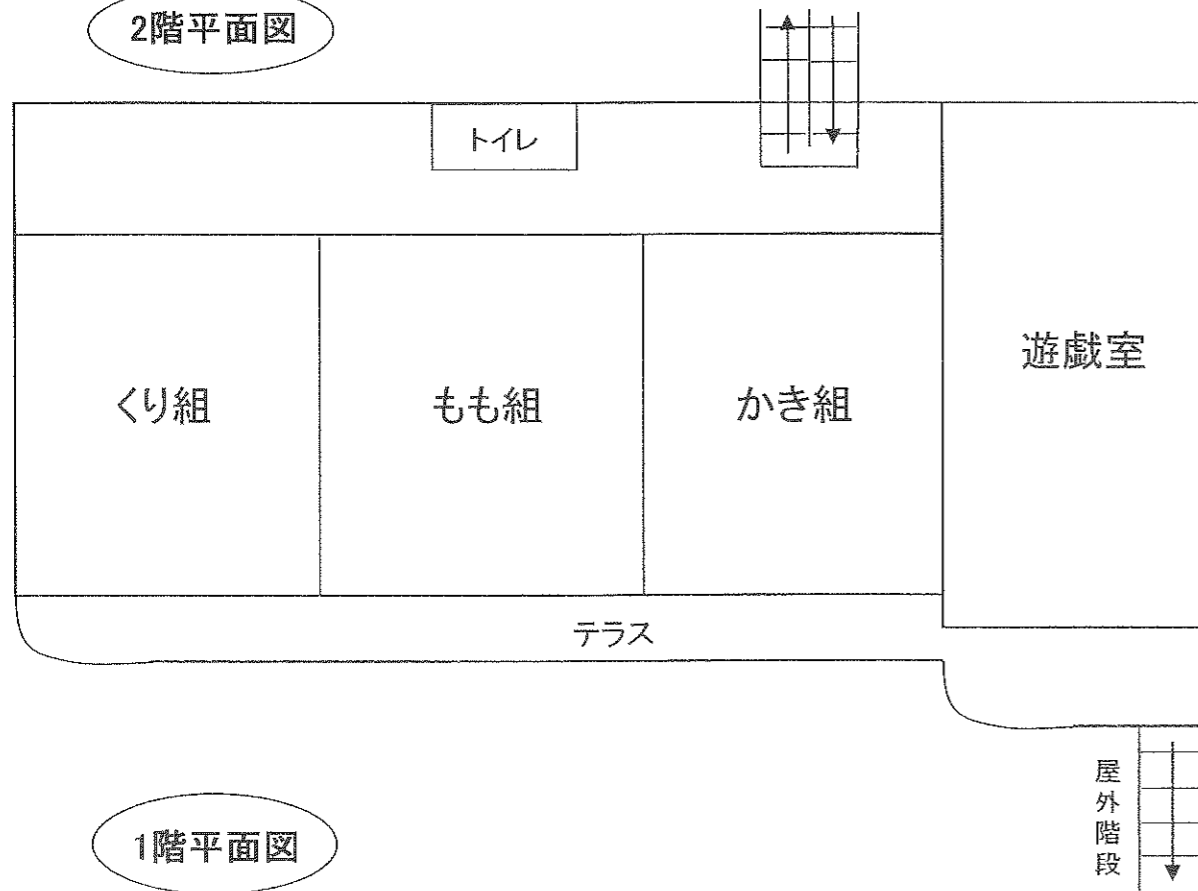 2階平面図
トイレ
遊戯室
くり組
もも組
かき組
テラス
屋外階段
1階平面図